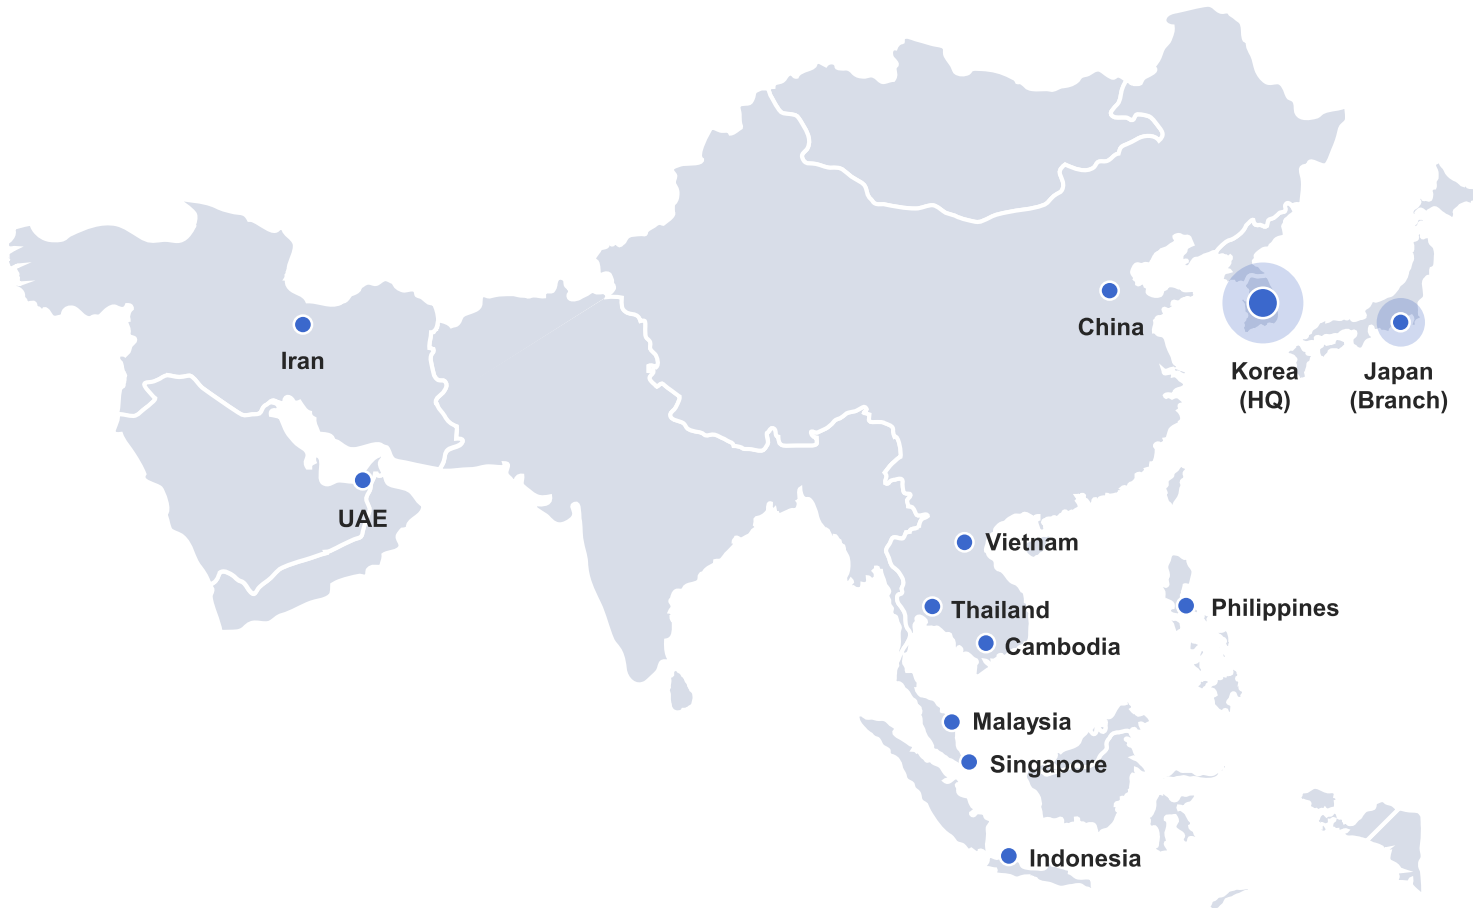 China
Iran
Korea
(HQ)
Japan
(Branch)
UAE
Vietnam
Thailand
Philippines
Cambodia
Malaysia
Singapore
Indonesia